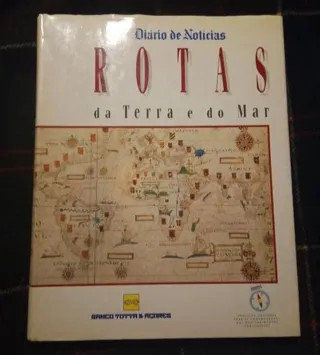 Diário de Notícias
ROTAS
da Terra e do Mar
BANCO TOTTA & AÇORES